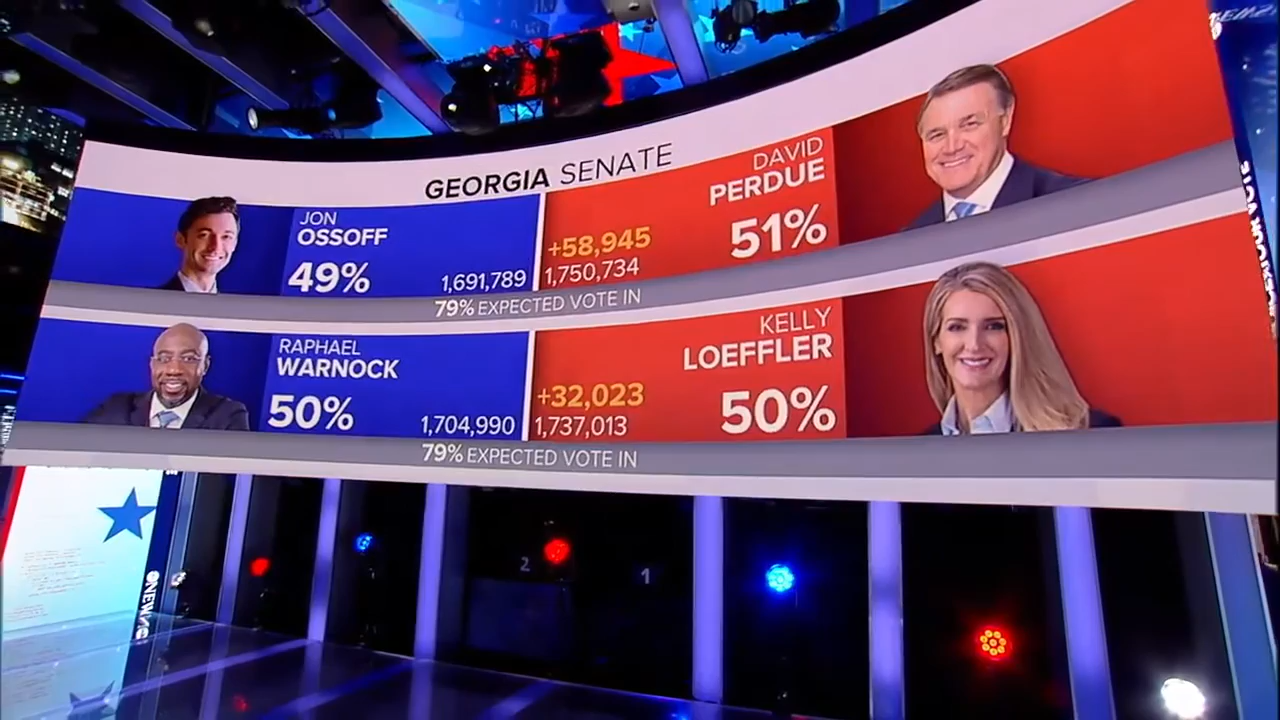 GEORGIA SENATE
JON
OSSOFF
49%
1,691,789
DAVID
PERDUE
+58,945
51%
1,750,734
79% EXPECTED VOTE IN
RAPHAEL
WARNOCK
50%
1,704,990
KELLY
LOEFFLER
+32,023
50%
1,737,013
79% EXPECTED VOTE IN
2
1